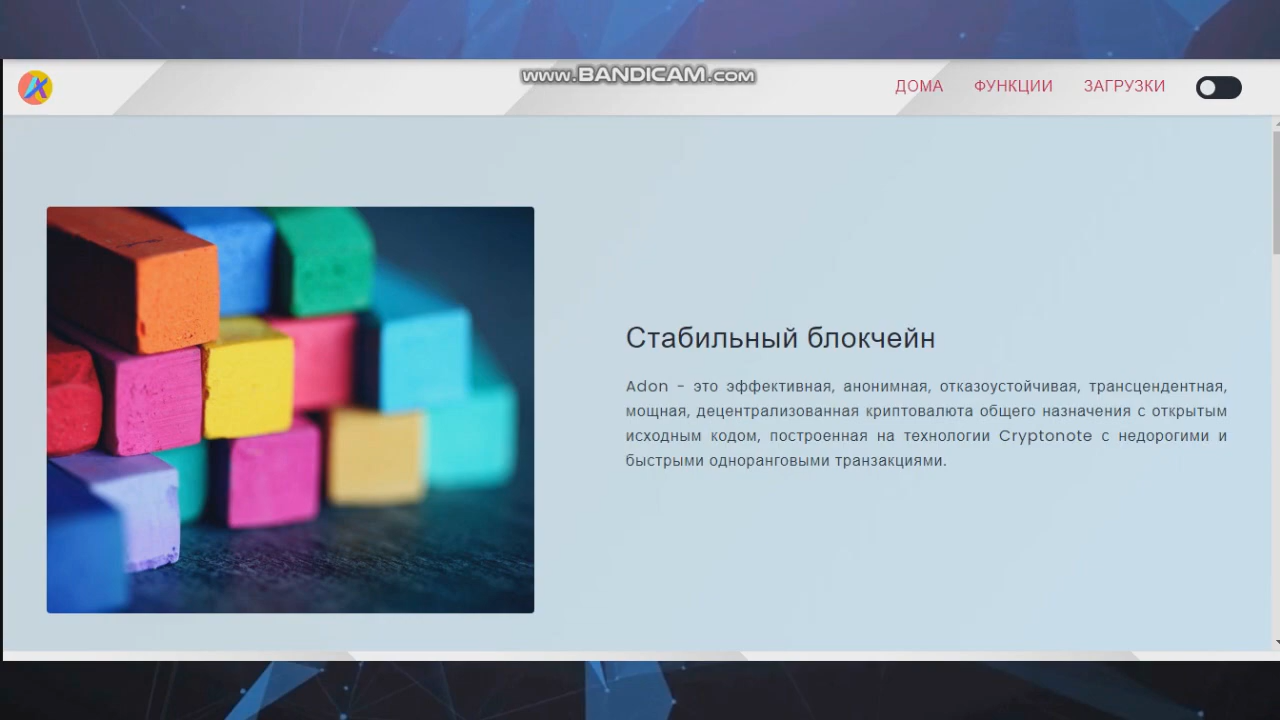 www.BANDICAM.com
ДОМА ФУНКЦИИ ЗАГРУЗКИ
Стабильный блокчейн
Adon - это эффективная, анонимная, отказоустойчивая, трансцендентная,
мощная, децентрализованная криптовалюта общего назначения с открытым
исходным кодом, построенная на технологии Cryptonote с недорогими и
быстрыми одноранговыми транзакциями.